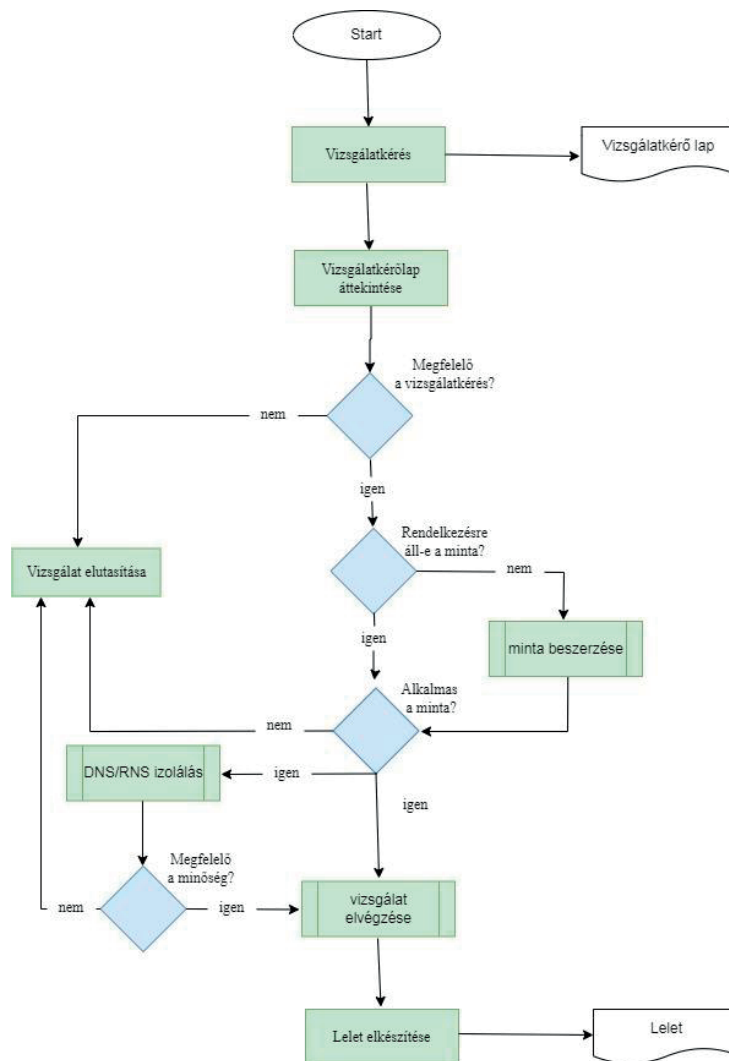 Start
Vizsgálatkérés
Vizsgálatkérő lap
Vizsgálatkérőlap
áttekintése
Megfelelő
a vizsgálatkérés?
nem
igen
Rendelkezésre
áll-e a minta?
Vizsgálat elutasítása
nem
igen
minta beszerzése
Alkalmas
a minta?
nem
DNS/RNS izolálás
igen
igen
Megfelelő
a minőség?
nem
igen
vizsgálat
elvégzése
Lelet elkészítése
Lelet